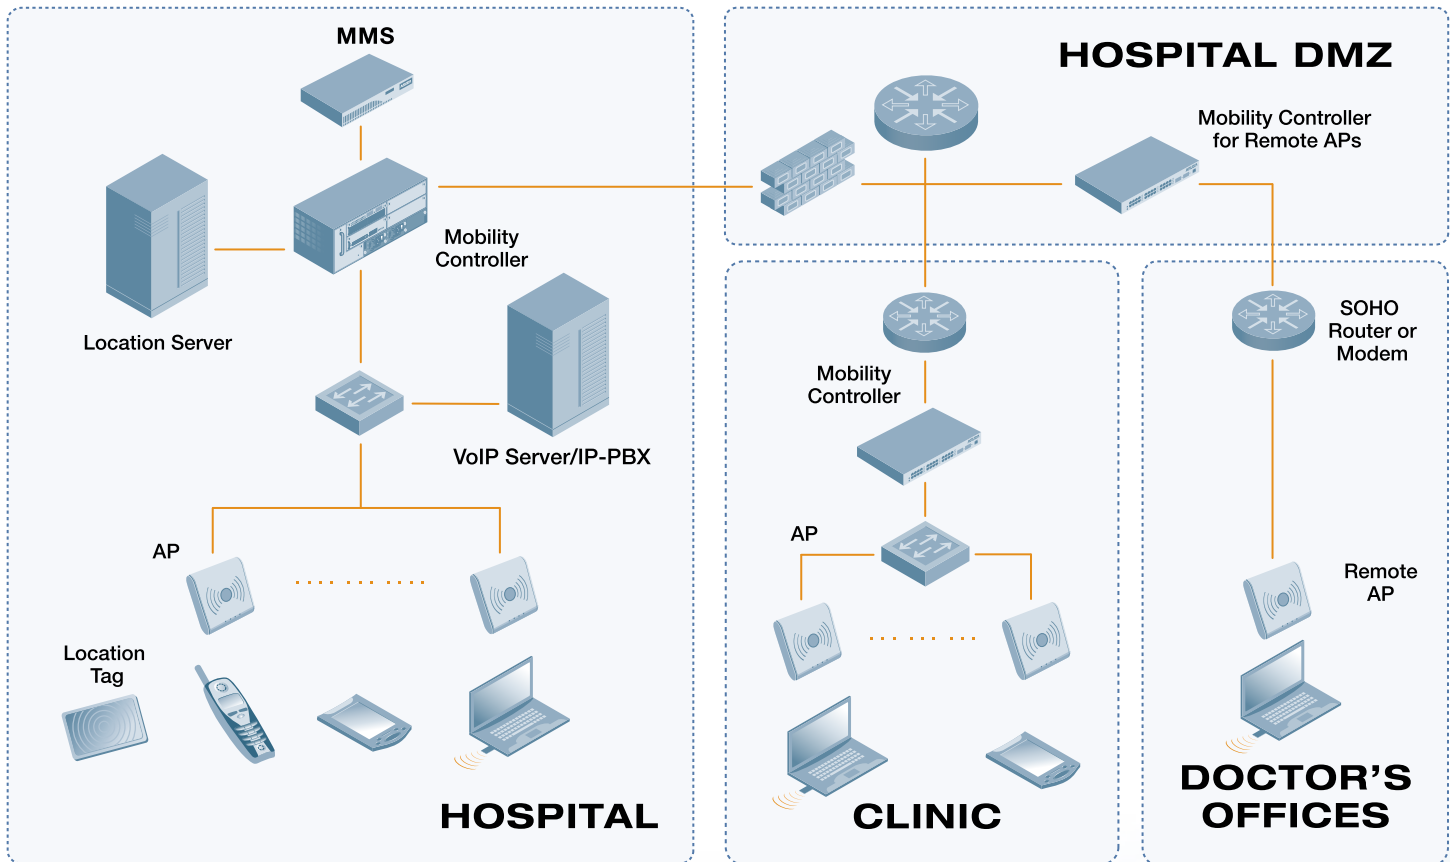 MMS
Mobility
Controller
Location Server
VoIP Server/IP-PBX
AP
Location
Tag
HOSPITAL
HOSPITAL DMZ
Mobility Controller
for Remote APs
Mobility
Controller
AP
CLINIC
SOHO
Router or
Modem
Remote
AP
DOCTOR’S
OFFICES